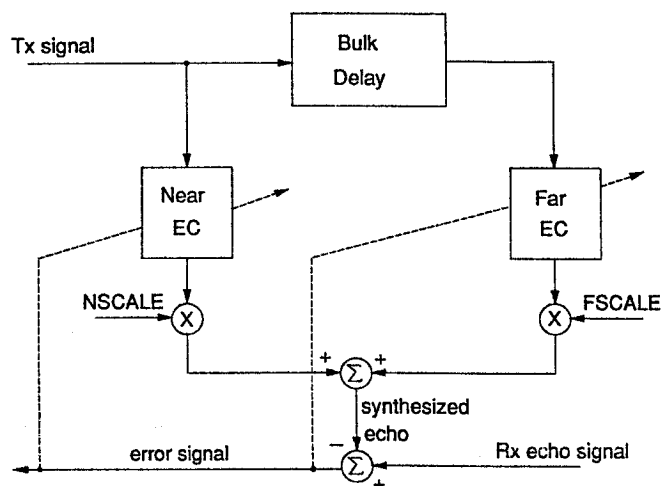 Tx signal
Bulk
Delay
Near
EC
Far
EC
NSCALE
X
X
FSCALE
+
Σ
+
synthesized
echo
error signal
−
Σ
+
Rx echo signal